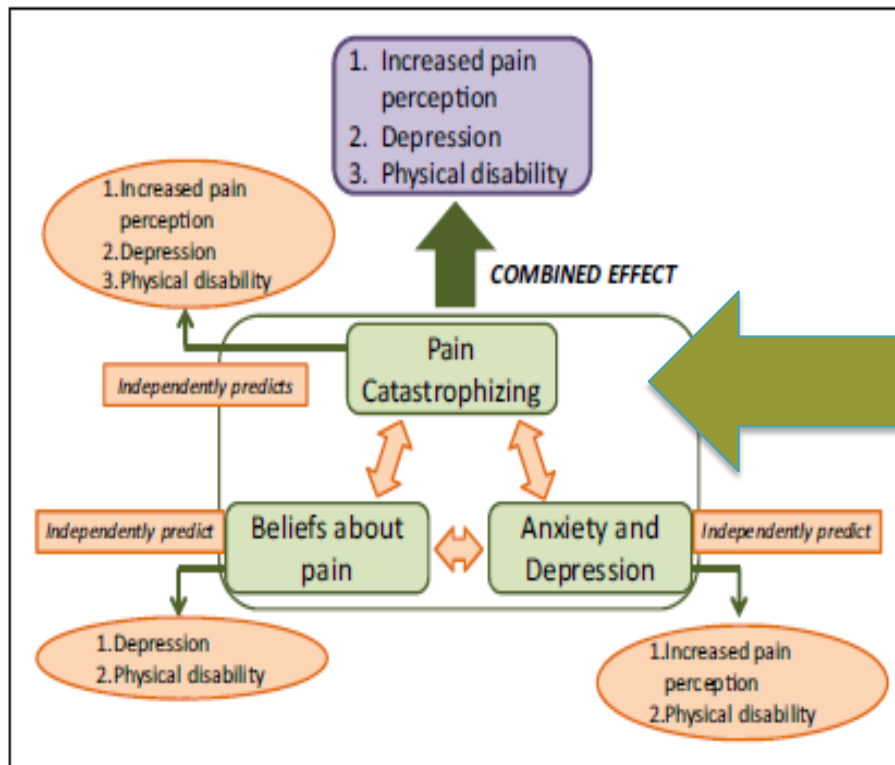 1. Increased pain
perception
2. Depression
3. Physical disability
1.Increased pain
perception
2.Depression
3.Physical disability
COMBINED EFFECT
Pain
Catastrophizing
Independently predicts
Independently predict
Beliefs about
pain
Anxiety and
Depression
Independently predict
1.Depression
2.Physical disability
1.Increased pain
perception
2.Physical disability